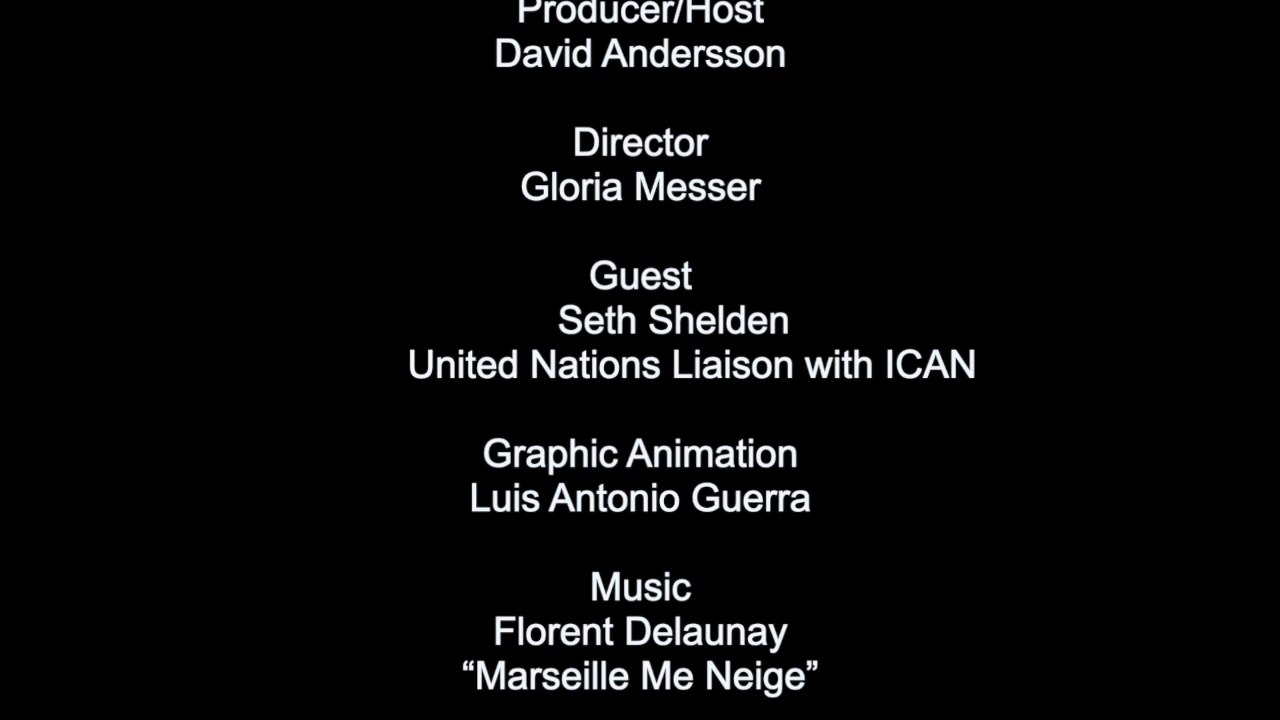 Producer/Host
David Andersson
Director
Gloria Messer
Guest
Seth Shelden
United Nations Liaison with ICAN
Graphic Animation
Luis Antonio Guerra
Music
Florent Delaunay
“Marseille Me Neige”